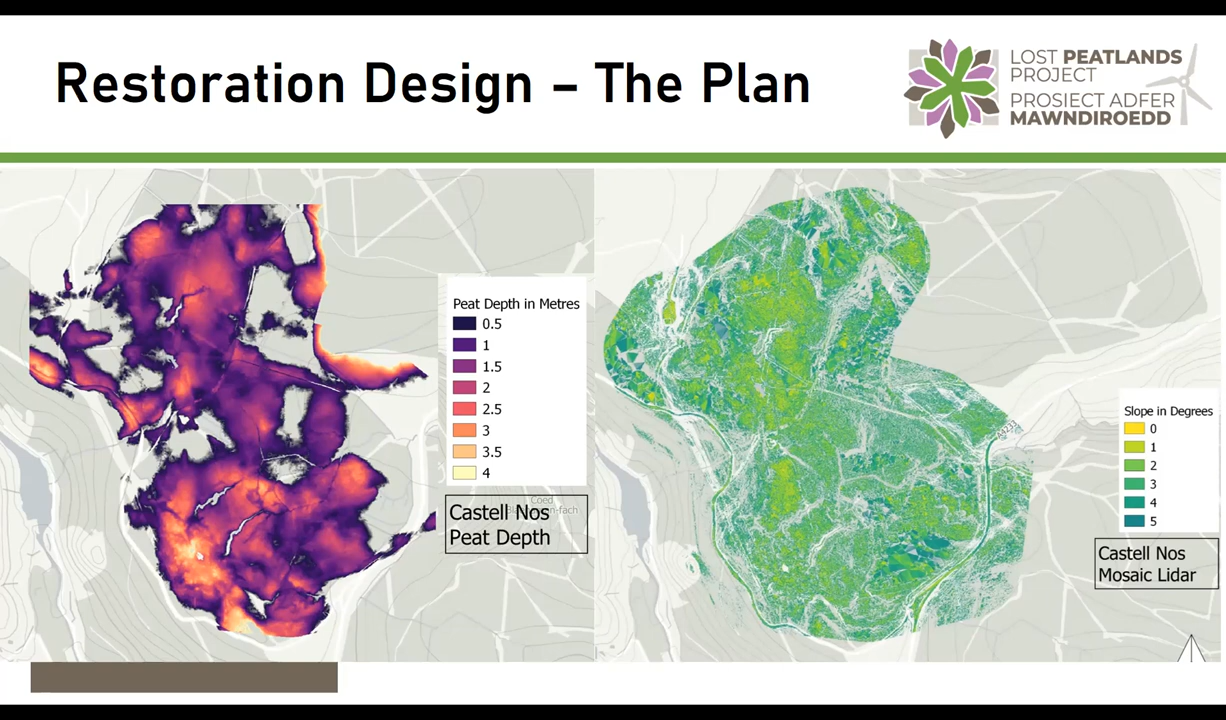 Restoration Design – The Plan
LOST PEATLANDS
PROJECT
PROSIECT ADFER
MAWNDIROEDD
Peat Depth in Metres
0.5
1
1.5
2
2.5
3
3.5
4
Coed
Castell Nos
Peat Depth
A4233
Slope in Degrees
0
1
2
3
4
5
Castell Nos
Mosaic Lidar